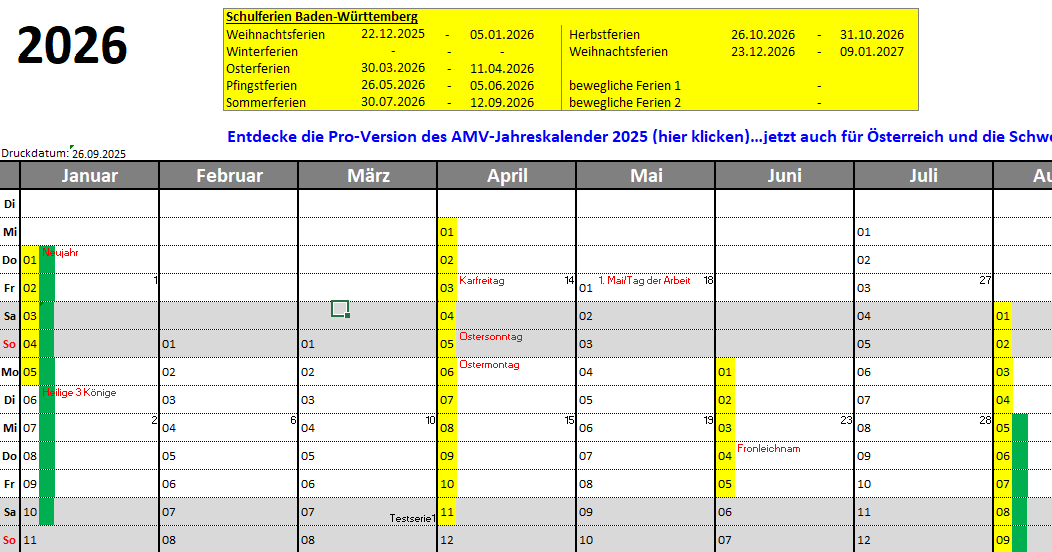 2026
Schulferien Baden-Württemberg
Weihnachtsferien 22.12.2025 - 05.01.2026 Herbstferien 26.10.2026 - 31.10.2026
Winterferien - - - Weihnachtsferien 23.12.2026 - 09.01.2027
Osterferien 30.03.2026 - 11.04.2026
Pfingstferien 26.05.2026 - 05.06.2026 bewegliche Ferien 1 -
Sommerferien 30.07.2026 - 12.09.2026 bewegliche Ferien 2 -
Entdecke die Pro-Version des AMV-Jahreskalender 2025 (hier klicken)...jetzt auch für Österreich und die Schwe
Druckdatum: 26.09.2025
Januar Februar März April Mai Juni Juli Au
Di
Mi 01 01
Do 01 Neujahr 02 02
Fr 02 1 03 Karfreitag 14 01 1. Mai/Tag der Arbeit 18 03 27
Sa 03 04 02 04 01
So 04 01 01 05 Ostersonntag 03 05 02
Mo 05 02 02 06 Ostermontag 04 01 06 03
Di 06 Heilige 3 Könige 03 03 07 05 02 07 04
Mi 07 2 04 6 04 10 08 15 06 19 03 23 08 28 05
Do 08 05 05 09 07 04 Fronleichnam 09 06
Fr 09 06 06 10 08 05 10 07
Sa 10 07 07 Testserie1 11 09 06 11 08
So 11 08 08 12 10 07 12 09